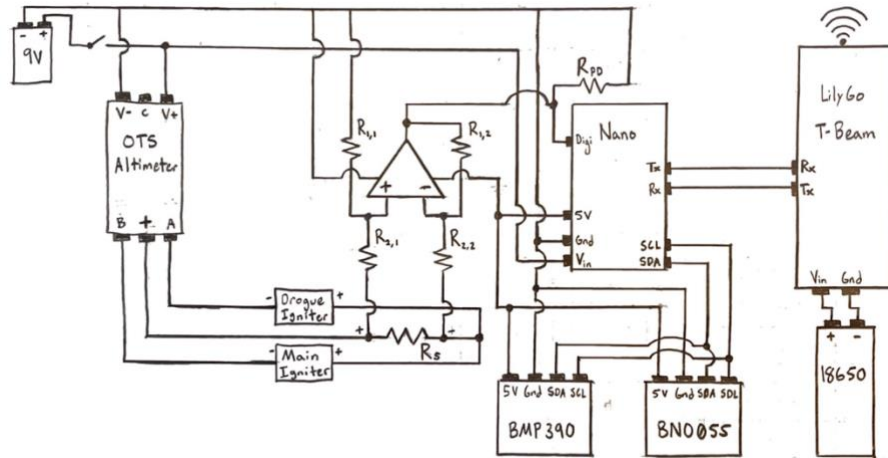 - +
9V
V- C V+
OTS
Altimeter
B + A
R1,1
R1,2
+ -
R2,1
R2,2
RPD
Digi Nano
Tx
Rx
5V
Gnd
Vin
SCL
SDA
LilyGo
T-Beam
Rx
Tx
Vin Gnd
+ -
18650
- Drogue +
Igniter
+ +
RS
- Main +
Igniter
5V Gnd SDA SCL
BMP390
5V Gnd SDA SDL
BNO055